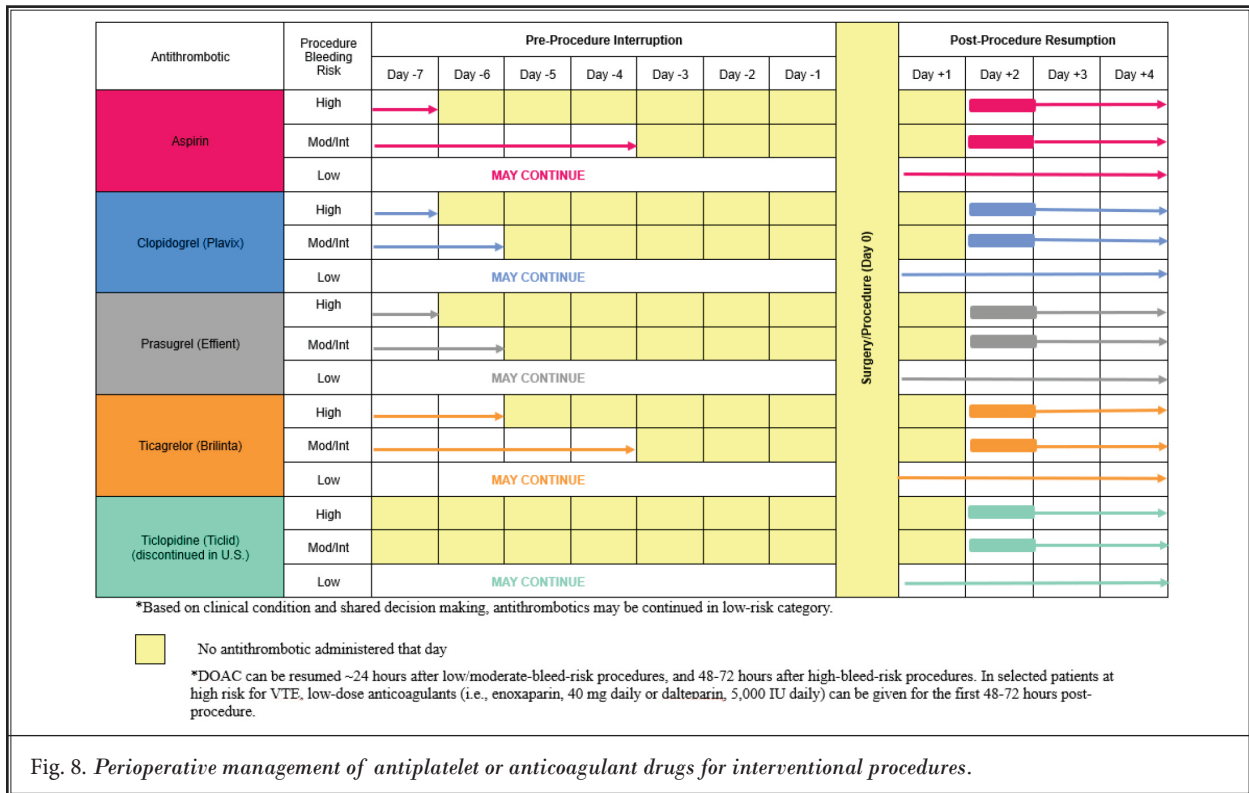 Antithrombotic
Procedure
Bleeding
Risk
Pre-Procedure Interruption
Post-Procedure Resumption
Day -7 Day -6 Day -5 Day -4 Day -3 Day -2 Day -1
Day +1 Day +2 Day +3 Day +4
Surgery/Procedure (Day 0)
Aspirin
High
Mod/Int
Low MAY CONTINUE
Clopidogrel (Plavix)
High
Mod/Int
Low MAY CONTINUE
Prasugrel (Effient)
High
Mod/Int
Low MAY CONTINUE
Ticagrelor (Brilinta)
High
Mod/Int
Low MAY CONTINUE
Ticlopidine (Ticlid)
(discontinued in U.S.)
High
Mod/Int
Low MAY CONTINUE
*Based on clinical condition and shared decision making, antithrombotics may be continued in low-risk category.
No antithrombotic administered that day
*DOAC can be resumed ~24 hours after low/moderate-bleed-risk procedures, and 48-72 hours after high-bleed-risk procedures. In selected patients at
high risk for VTE, low-dose anticoagulants (i.e., enoxaparin, 40 mg daily or dalteparin, 5,000 IU daily) can be given for the first 48-72 hours post-
procedure.
Fig. 8. Perioperative management of antiplatelet or anticoagulant drugs for interventional procedures.